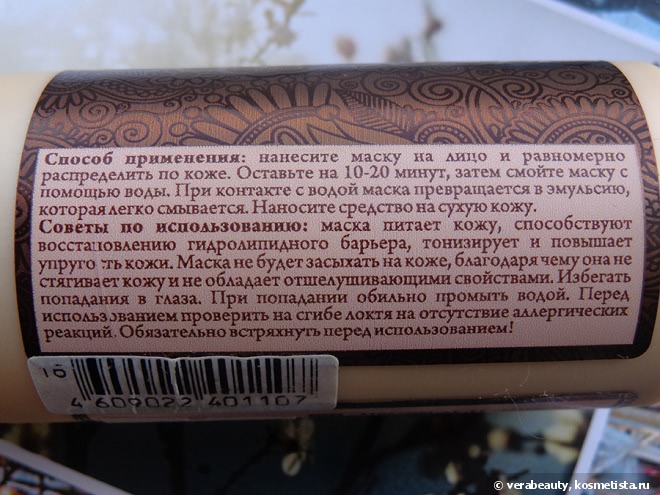 Способ применения: нанесите маску на лицо и равномерно
распределить по коже. Оставьте на 10-20 минут, затем смойте маску с
помощью воды. При контакте с водой маска превращается в эмульсию,
которая легко смывается. Наносите средство на сухую кожу.
Советы по использованию: маска питает кожу, способствуют
восстановлению гидролипидного барьера, тонизирует и повышает
упругость кожи. Маска не будет засыхать на коже, благодаря чему она не
стягивает кожу и не обладает отшелушивающими свойствами. Избегать
попадания в глаза. При попадании обильно промыть водой. Перед
использованием проверить на сгибе локтя на отсутствие аллергических
реакций. Обязательно встряхнуть перед использованием!
4 609022 401107
© verabeauty, kosmetista.ru